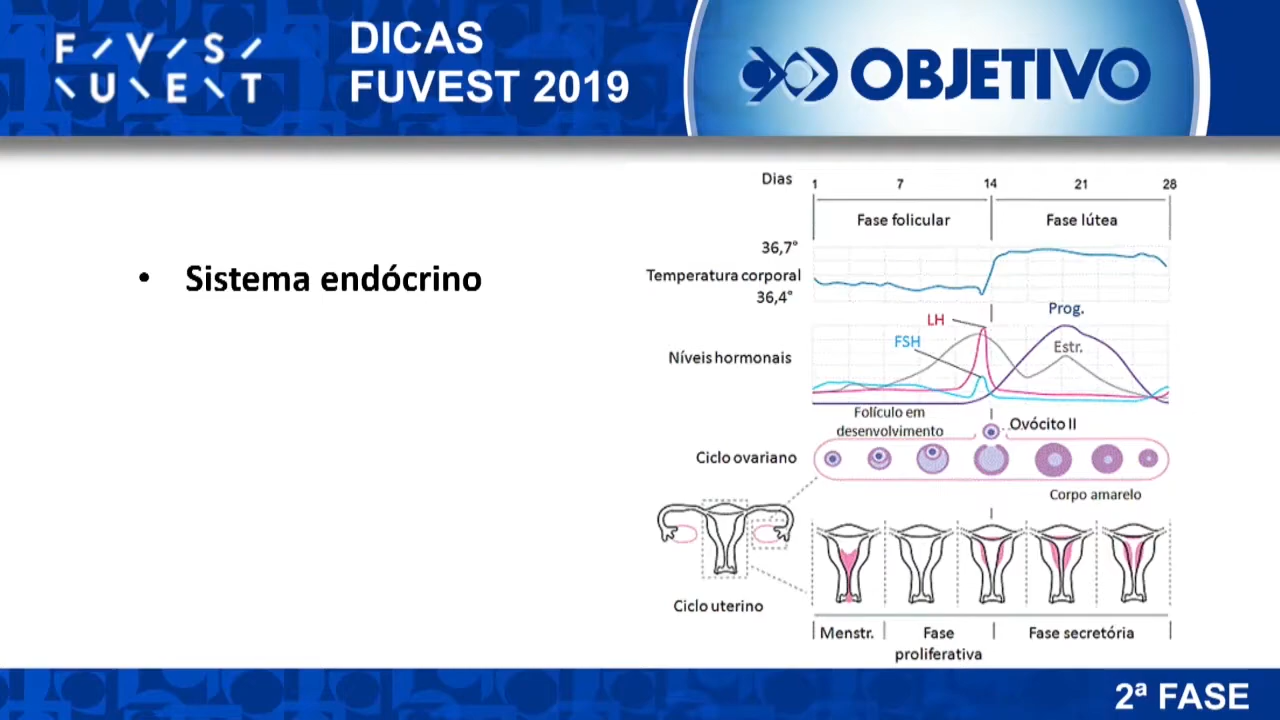 F/V/S/
\U\E\T
DICAS
FUVEST 2019
OBJETIVO
• Sistema endócrino
Dias 1 7 14 21 28
Fase folicular Fase lútea
36,7°
Temperatura corporal
36,4°
Prog.
LH
FSH
Estr.
Níveis hormonais
Folículo em
desenvolvimento
Ovócito II
Ciclo ovariano
Corpo amarelo
Ciclo uterino
Menstr. Fase Fase secretória
proliferativa
2ª FASE